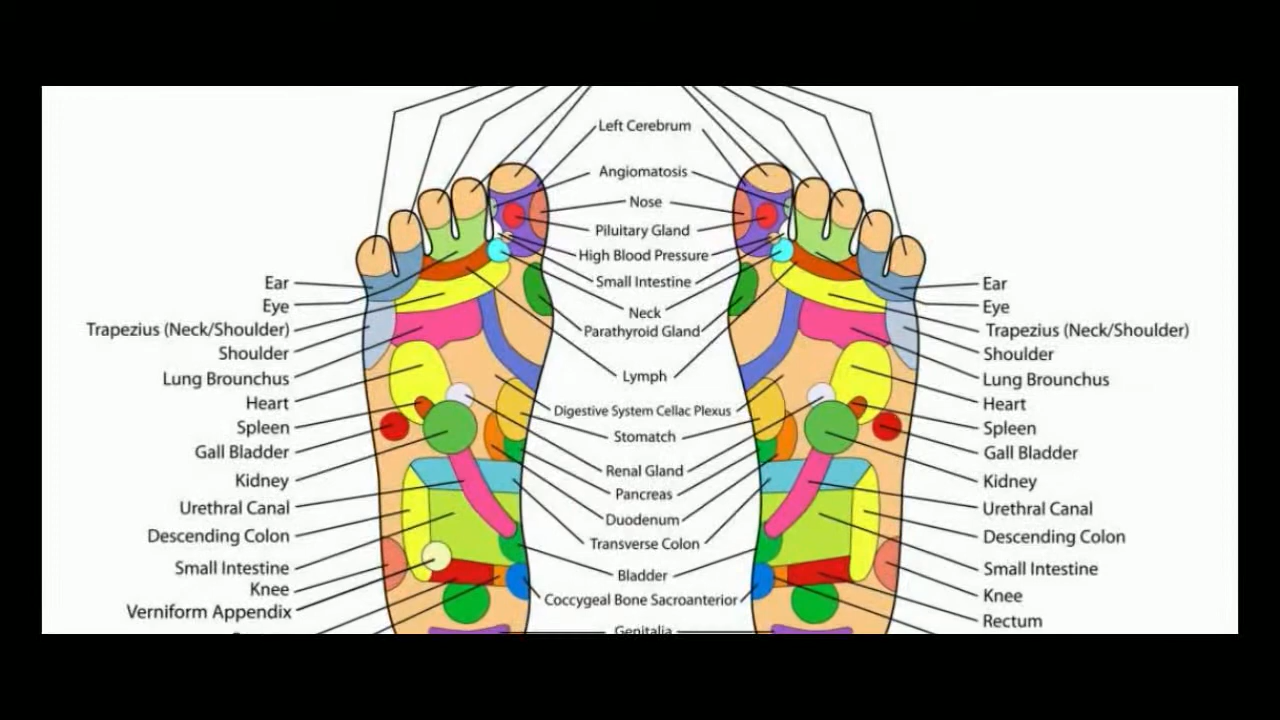 Left Cerebrum
Angiomatosis
Nose
Piluitary Gland
High Blood Pressure
Small Intestine
Neck
Parathyroid Gland
Lymph
Digestive System Cellac Plexus
Stomatch
Renal Gland
Pancreas
Duodenum
Transverse Colon
Bladder
Coccygeal Bone Sacroanterior
Genitalia
Ear
Eye
Trapezius (Neck/Shoulder)
Shoulder
Lung Brounchus
Heart
Spleen
Gall Bladder
Kidney
Urethral Canal
Descending Colon
Small Intestine
Knee
Verniform Appendix
Ear
Eye
Trapezius (Neck/Shoulder)
Shoulder
Lung Brounchus
Heart
Spleen
Gall Bladder
Kidney
Urethral Canal
Descending Colon
Small Intestine
Knee
Rectum